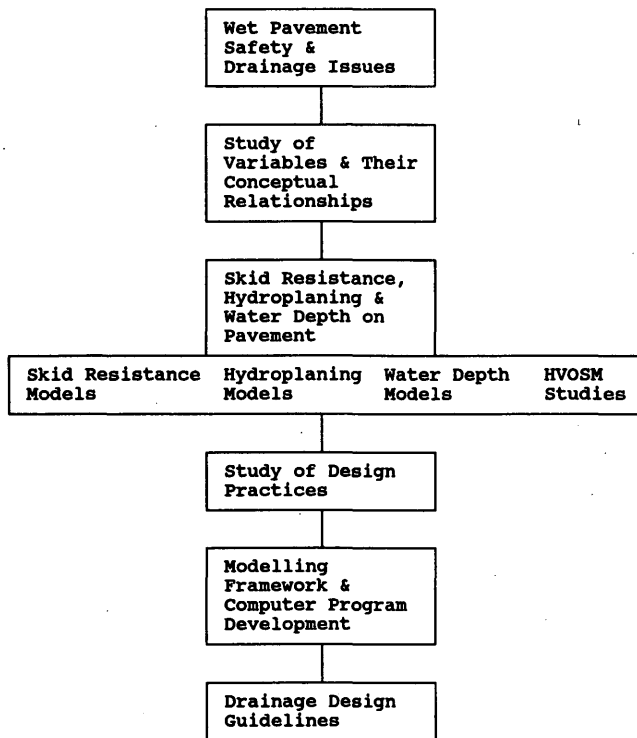 Wet Pavement
Safety &
Drainage Issues
Study of
Variables & Their
Conceptual
Relationships
Skid Resistance,
Hydroplaning &
Water Depth on
Pavement
Skid Resistance Hydroplaning Water Depth HVOSM
Models Models Models Studies
Study of Design
Practices
Modelling
Framework &
Computer Program
Development
Drainage Design
Guidelines